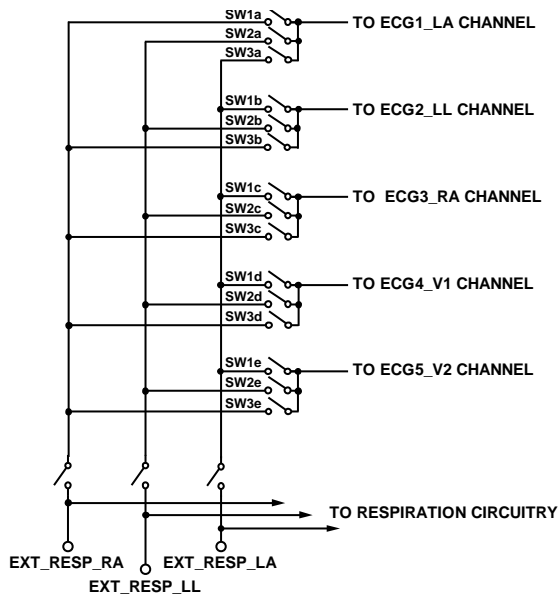 SW1a
TO ECG1_LA CHANNEL
SW2a
SW3a
SW1b
TO ECG2_LL CHANNEL
SW2b
SW3b
SW1c
TO ECG3_RA CHANNEL
SW2c
SW3c
SW1d
TO ECG4_V1 CHANNEL
SW2d
SW3d
SW1e
TO ECG5_V2 CHANNEL
SW2e
SW3e
TO RESPIRATION CIRCUITRY
EXT_RESP_RA
EXT_RESP_LA
EXT_RESP_LL